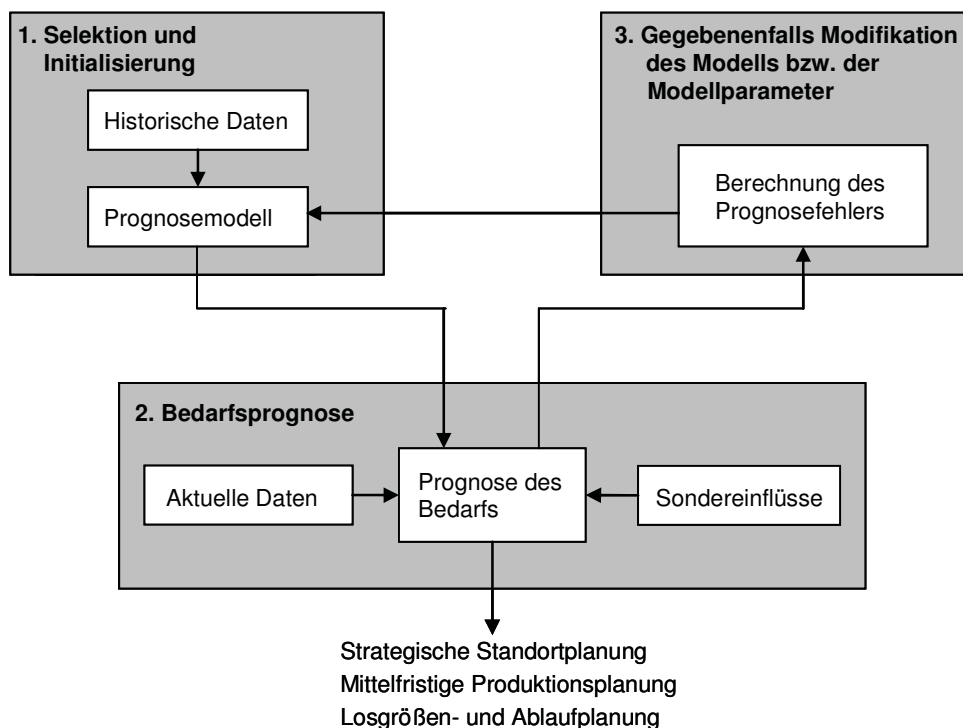 1. Selektion und
Initialisierung
Historische Daten
Prognosemodell
3. Gegebenenfalls Modifikation
des Modells bzw. der
Modellparameter
Berechnung des
Prognosefehlers
2. Bedarfsprognose
Aktuelle Daten
Prognose des
Bedarfs
Sondereinflüsse
Strategische Standortplanung
Mittelfristige Produktionsplanung
Losgrößen- und Ablaufplanung